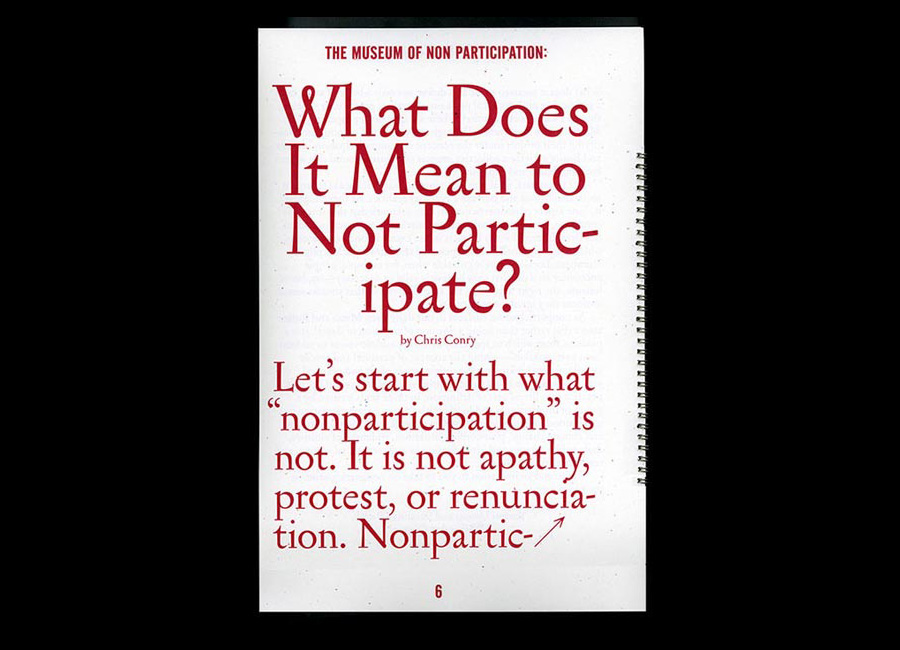 THE MUSEUM OF NON PARTICIPATION:
What Does
It Mean to
Not Partic-
ipate?
by Chris Conry
Let’s start with what
“nonparticipation” is
not. It is not apathy,
protest, or renuncia-
tion. Nonpartic-↗
6